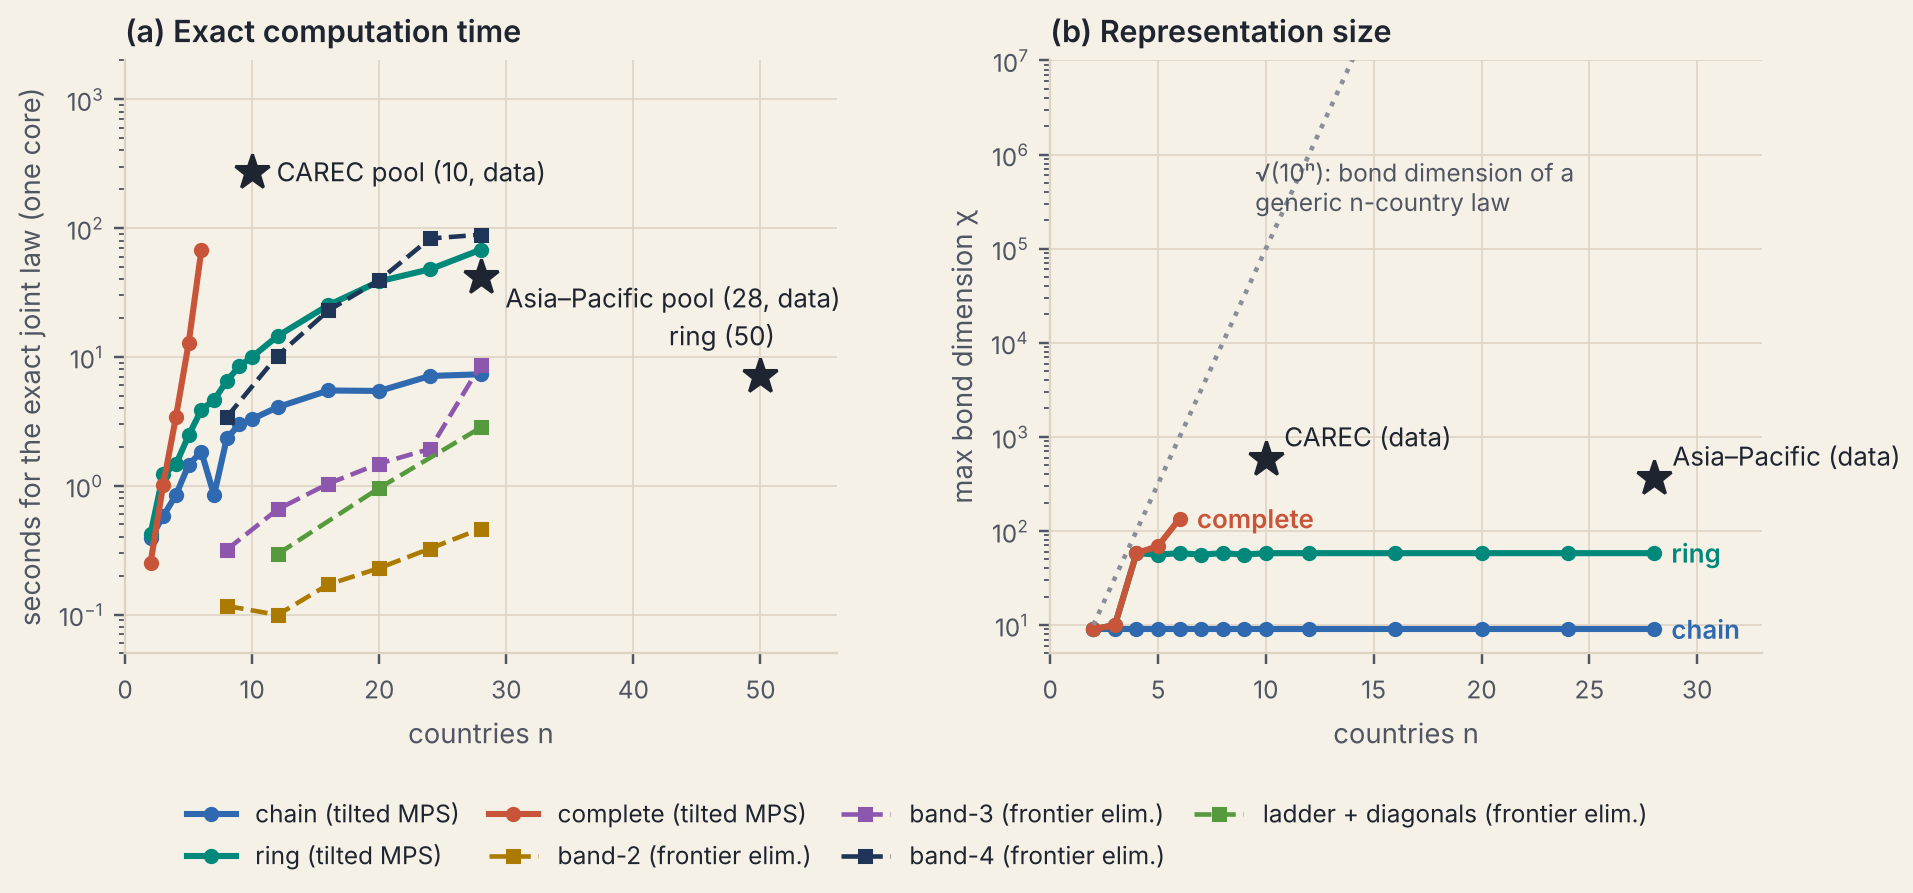 (a) Exact computation time
seconds for the exact joint law (one core)
10³
10²
10¹
10⁰
10⁻¹
CAREC pool (10, data)
Asia–Pacific pool (28, data)
ring (50)
0 10 20 30 40 50
countries n
(b) Representation size
max bond dimension χ
10⁷
10⁶
10⁵
10⁴
10³
10²
10¹
√(10ⁿ): bond dimension of a
generic n-country law
CAREC (data)
Asia–Pacific (data)
complete
ring
chain
0 5 10 15 20 25 30
countries n
chain (tilted MPS) complete (tilted MPS) band-3 (frontier elim.) ladder + diagonals (frontier elim.)
ring (tilted MPS) band-2 (frontier elim.) band-4 (frontier elim.)